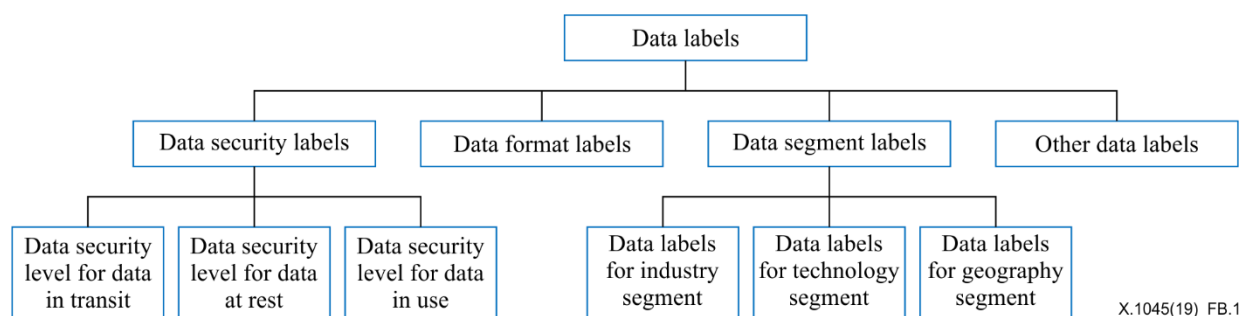 Data labels
Data security labels
Data format labels
Data segment labels
Other data labels
Data security
level for data
in transit
Data security
level for data
at rest
Data security
level for data
in use
Data labels
for industry
segment
Data labels
for technology
segment
Data labels
for geography
segment
X.1045(19)_FB.1